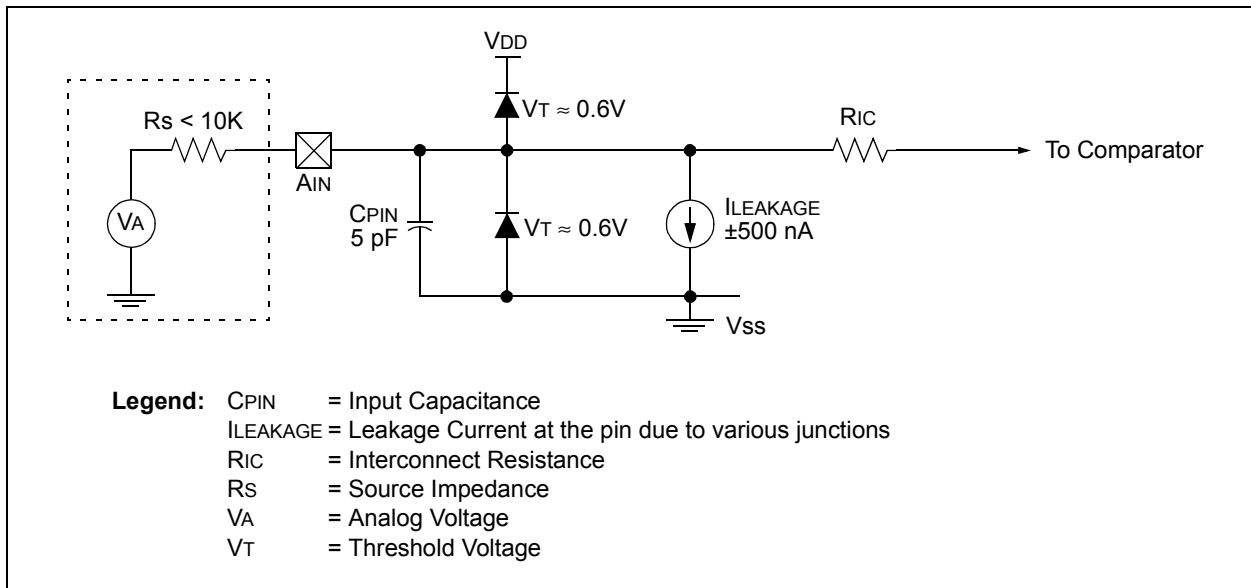 VDD
VT ≈ 0.6V
Rs < 10K
RIC
To Comparator
AIN
VA
CPIN
5 pF
VT ≈ 0.6V
ILEAKAGE
±500 nA
Vss
Legend: CPIN = Input Capacitance
ILEAKAGE = Leakage Current at the pin due to various junctions
RIC = Interconnect Resistance
RS = Source Impedance
VA = Analog Voltage
VT = Threshold Voltage